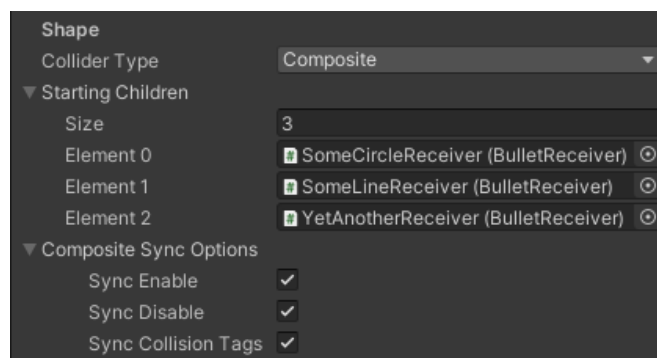 Shape
Collider Type Composite
Starting Children
Size 3
Element 0 SomeCircleReceiver (BulletReceiver)
Element 1 SomeLineReceiver (BulletReceiver)
Element 2 YetAnotherReceiver (BulletReceiver)
Composite Sync Options
Sync Enable
Sync Disable
Sync Collision Tags